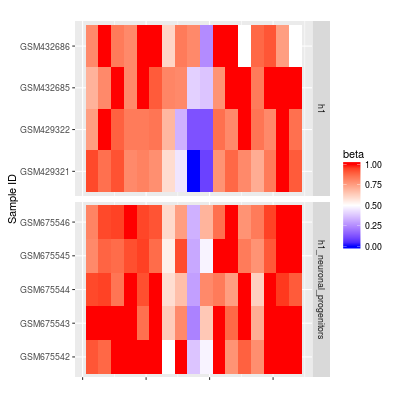 GSM432686
GSM432685
GSM429322
GSM429321
GSM675546
GSM675545
GSM675544
GSM675543
GSM675542
Sample ID
h1
h1_neuronal_progenitors
beta
1.00
0.75
0.50
0.25
0.00